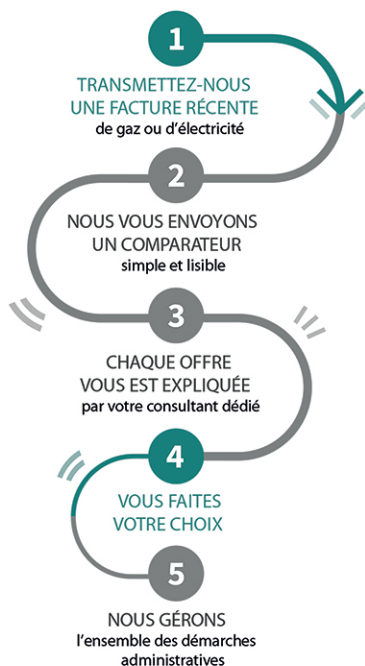 1
TRANSMETTEZ-NOUS
UNE FACTURE RÉCENTE
de gaz ou d'électricité
2
NOUS VOUS ENVOYONS
UN COMPARATEUR
simple et lisible
3
CHAQUE OFFRE
VOUS EST EXPLIQUÉE
par votre consultant dédié
4
VOUS FAITES
VOTRE CHOIX
5
NOUS GÉRONS
l'ensemble des démarches
administratives